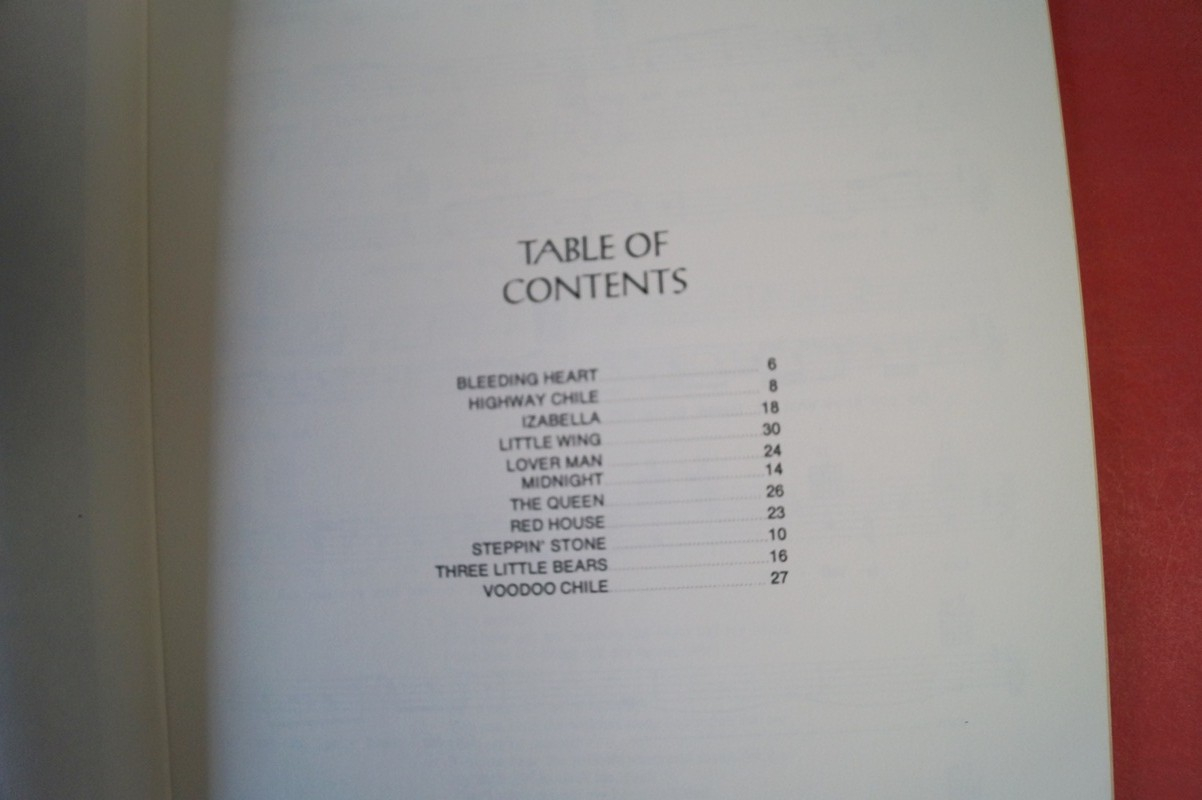 TABLE OF
CONTENTS
BLEEDING HEART 6
HIGHWAY CHILE 8
IZABELLA 18
LITTLE WING 30
LOVER MAN 24
MIDNIGHT 14
THE QUEEN 26
RED HOUSE 23
STEPPIN' STONE 10
THREE LITTLE BEARS 16
VOODOO CHILE 27